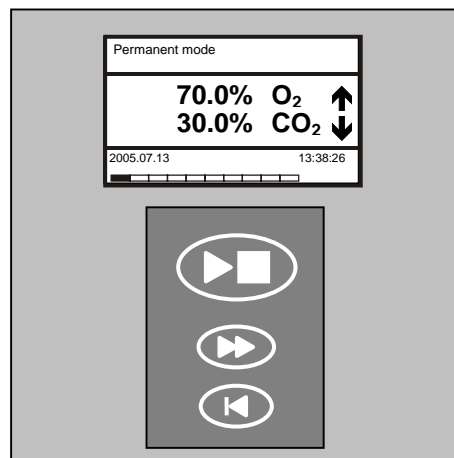 Permanent mode
70.0% O₂
30.0% CO₂
2005.07.13 13:38:26